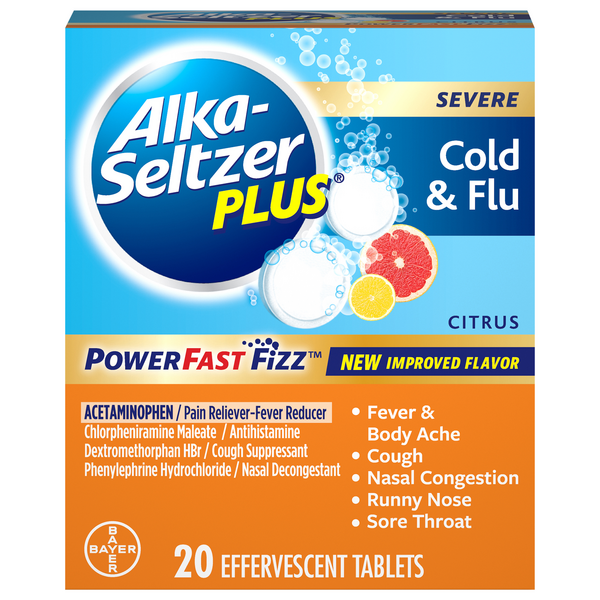 SEVERE
Alka-
Seltzer
PLUS®
Cold
& Flu
CITRUS
POWERFAST FIZZ™
NEW IMPROVED FLAVOR
ACETAMINOPHEN / Pain Reliever-Fever Reducer
Chlorpheniramine Maleate / Antihistamine
Dextromethorphan HBr / Cough Suppressant
Phenylephrine Hydrochloride / Nasal Decongestant
• Fever &
Body Ache
• Cough
• Nasal Congestion
• Runny Nose
• Sore Throat
BAYER
BAYER
20 EFFERVESCENT TABLETS